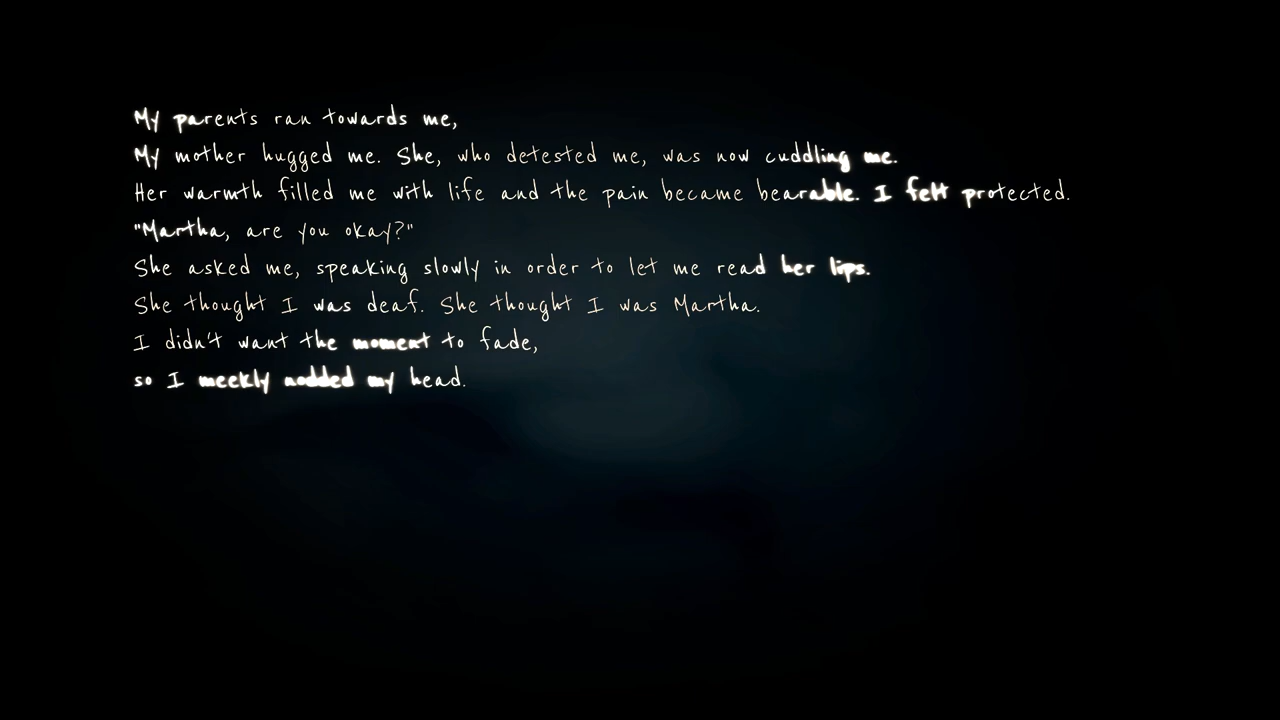 My parents ran towards me,
My mother hugged me. She, who detested me, was now cuddling me.
Her warmth filled me with life and the pain became bearable. I felt protected.
"Martha, are you okay?"
She asked me, speaking slowly in order to let me read her lips.
She thought I was deaf. She thought I was Martha.
I didn't want the moment to fade,
so I meekly nodded my head.